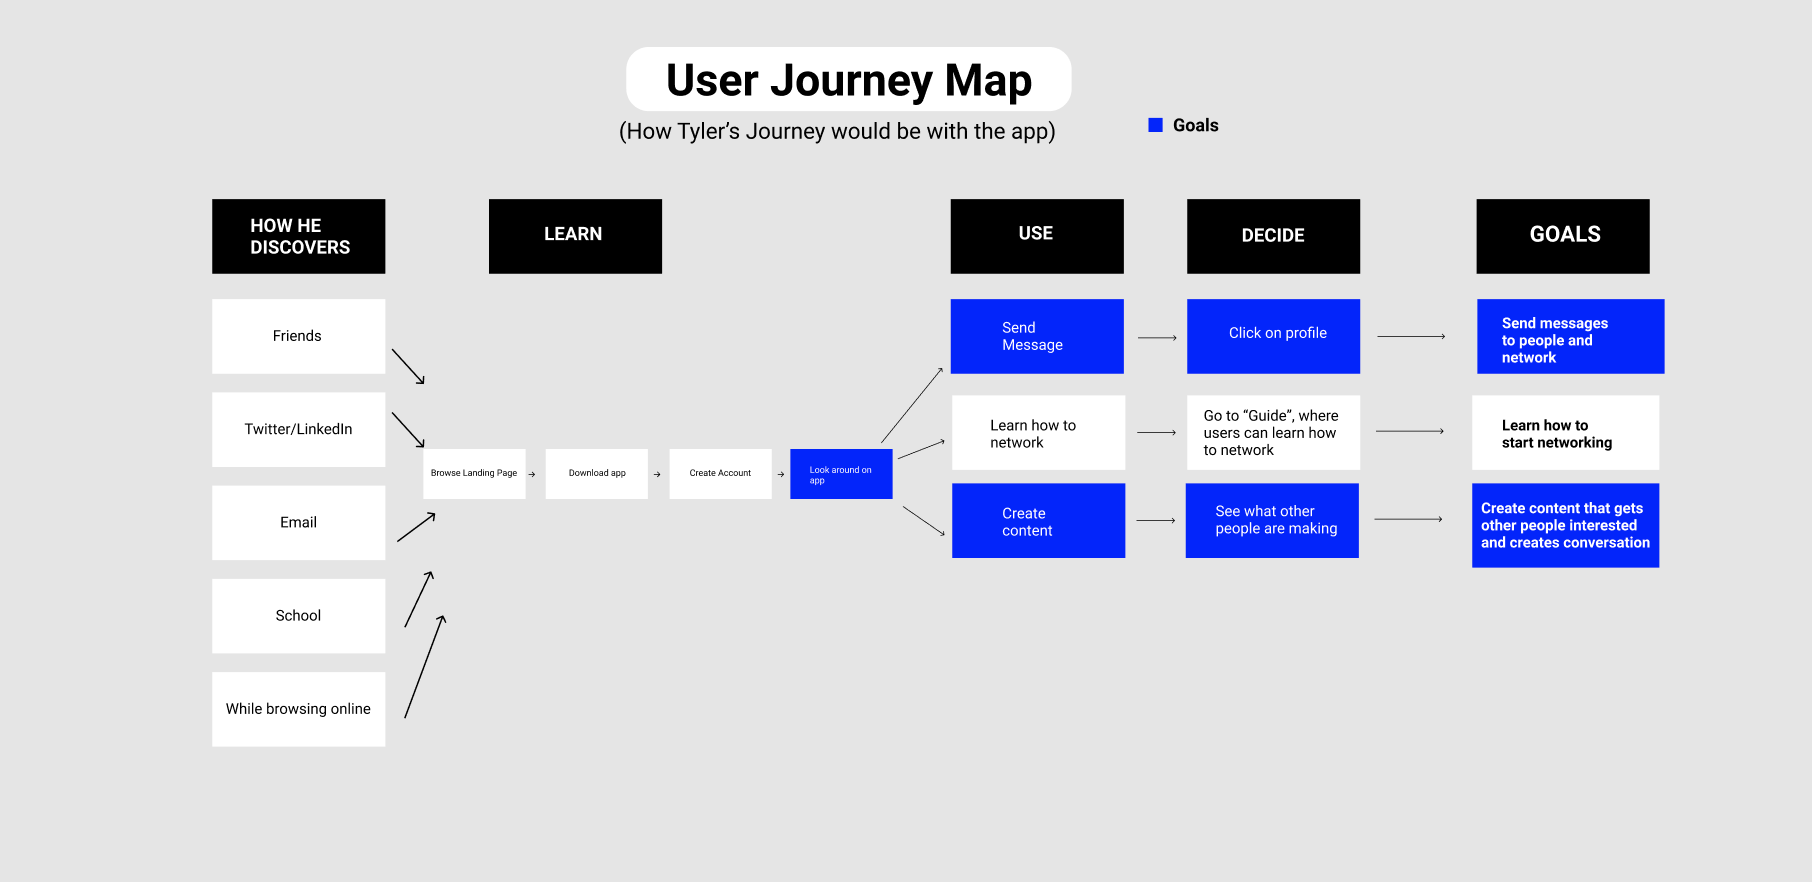 User Journey Map
(How Tyler’s Journey would be with the app)
Goals
HOW HE
DISCOVERS
LEARN
USE
DECIDE
GOALS
Friends
Twitter/LinkedIn
Email
School
While browsing online
Browse Landing Page
Download app
Create Account
Look around on
app
Send
Message
Click on profile
Send messages
to people and
network
Learn how to
network
Go to “Guide”, where
users can learn how
to network
Learn how to
start networking
Create
content
See what other
people are making
Create content that gets
other people interested
and creates conversation